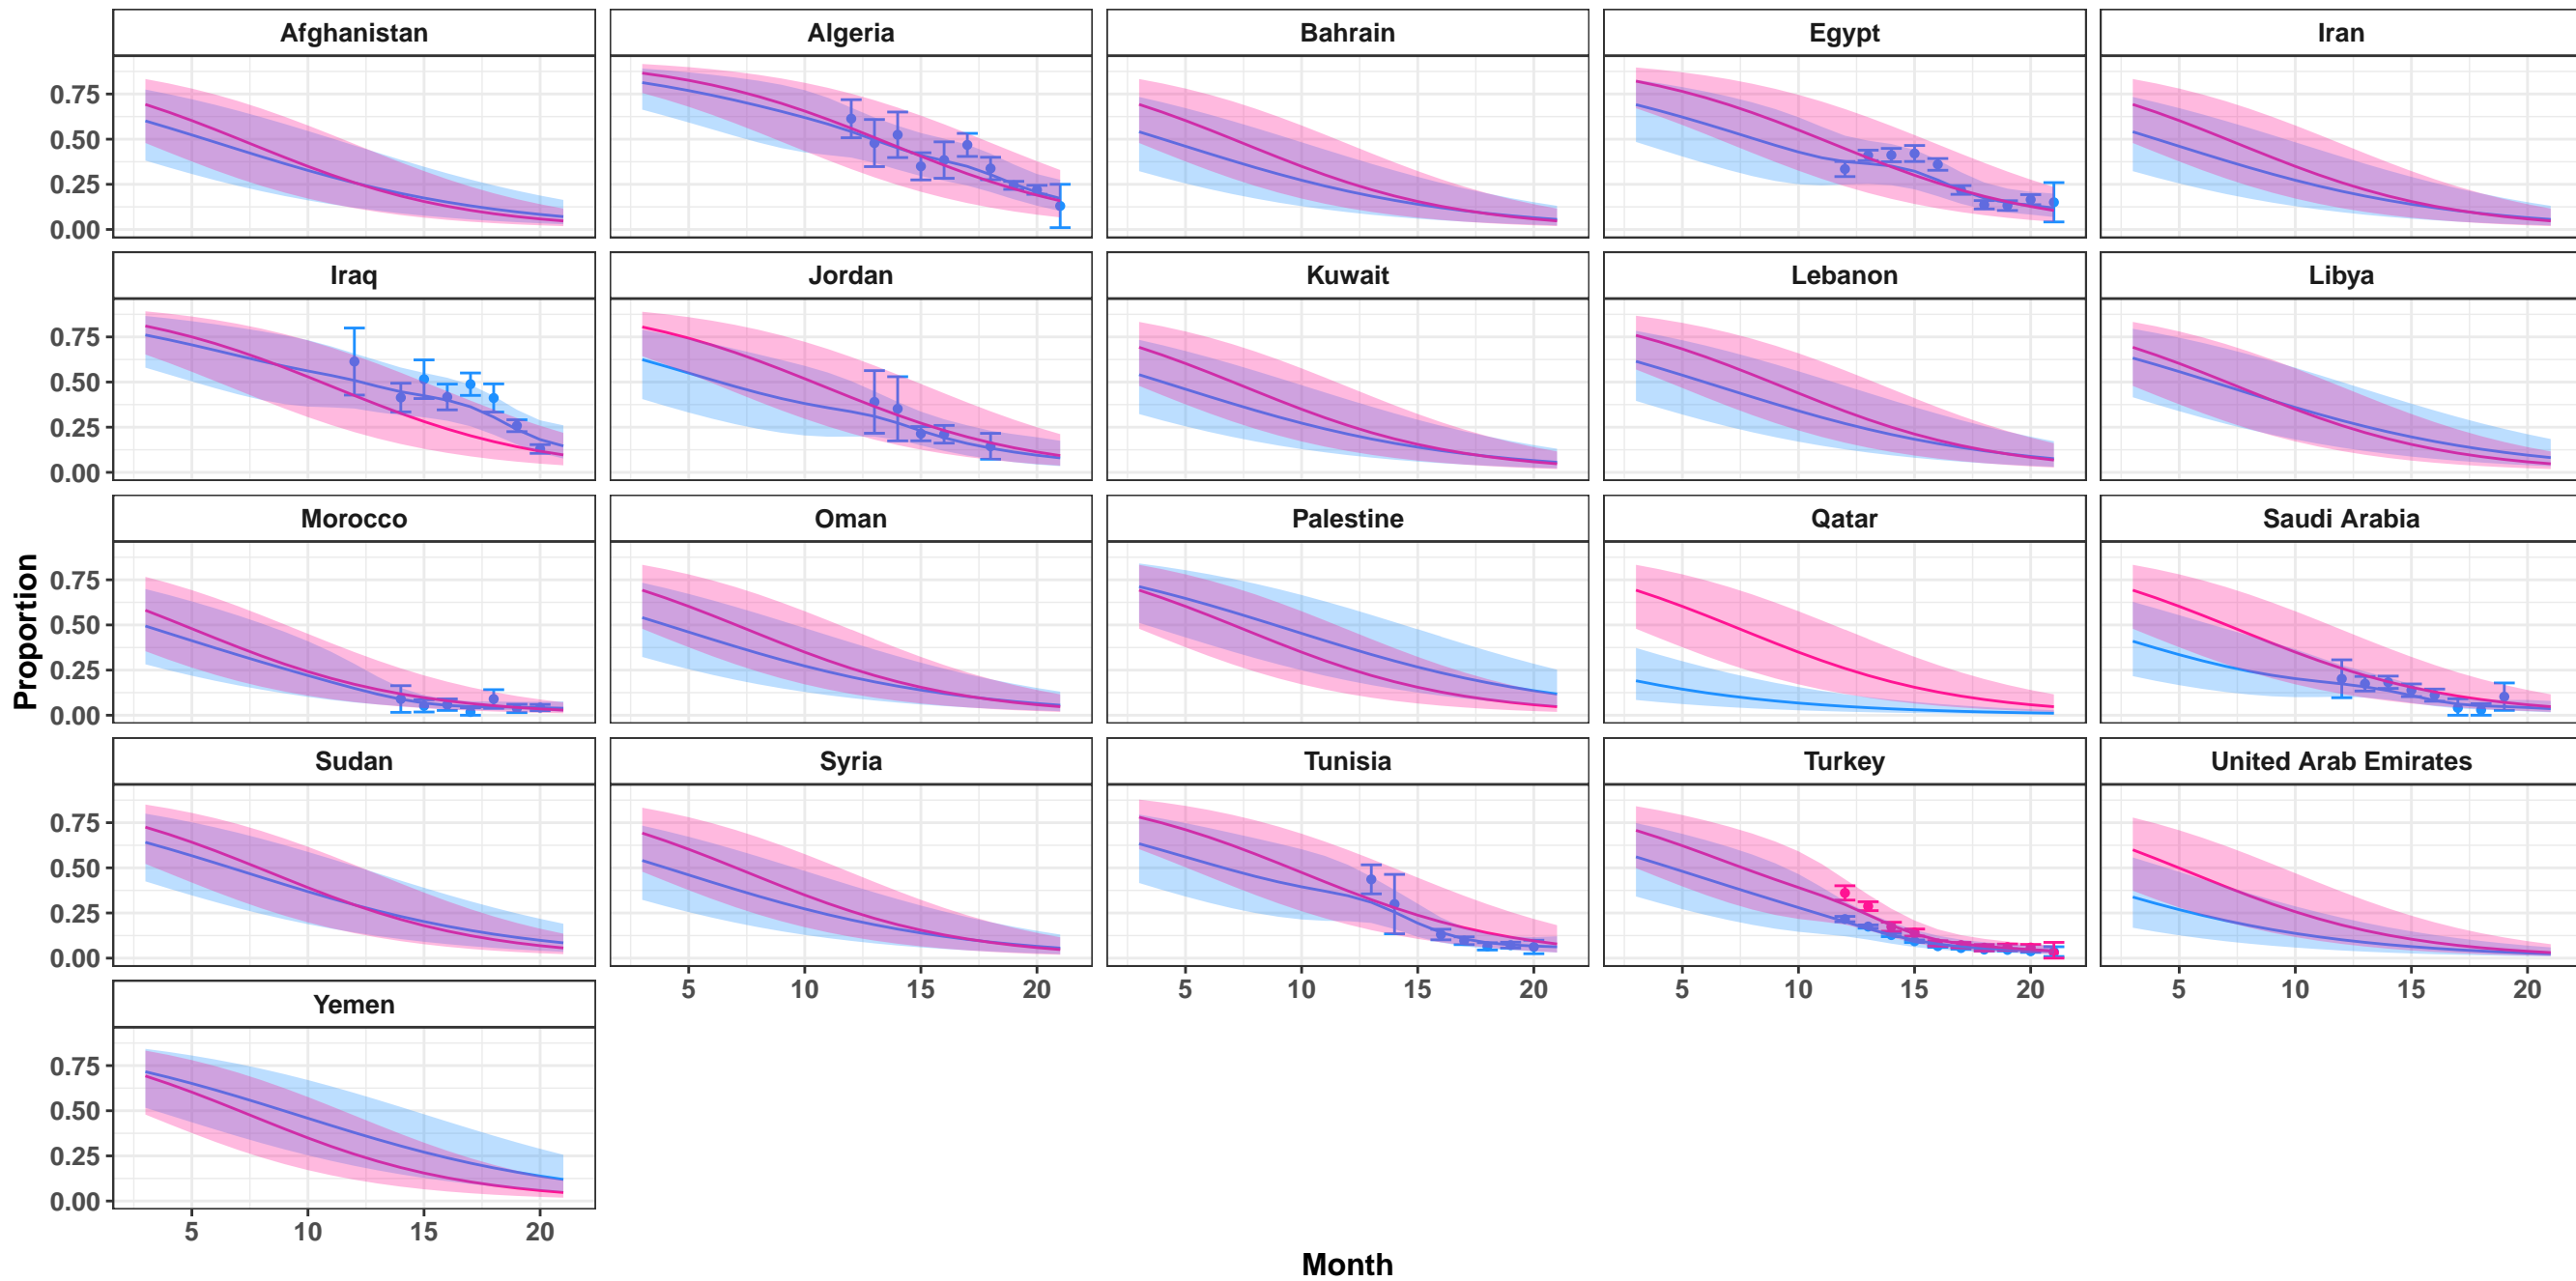 Afghanistan Algeria Bahrain Egypt Iran
0.75
0.50
0.25
0.00
Iraq Jordan Kuwait Lebanon Libya
0.75
0.50
0.25
0.00
Morocco Oman Palestine Qatar Saudi Arabia
0.75
0.50
0.25
0.00
Proportion
Sudan Syria Tunisia Turkey United Arab Emirates
0.75
0.50
0.25
0.00
5 10 15 20 5 10 15 20 5 10 15 20 5 10 15 20
Yemen
0.75
0.50
0.25
0.00
5 10 15 20
Month